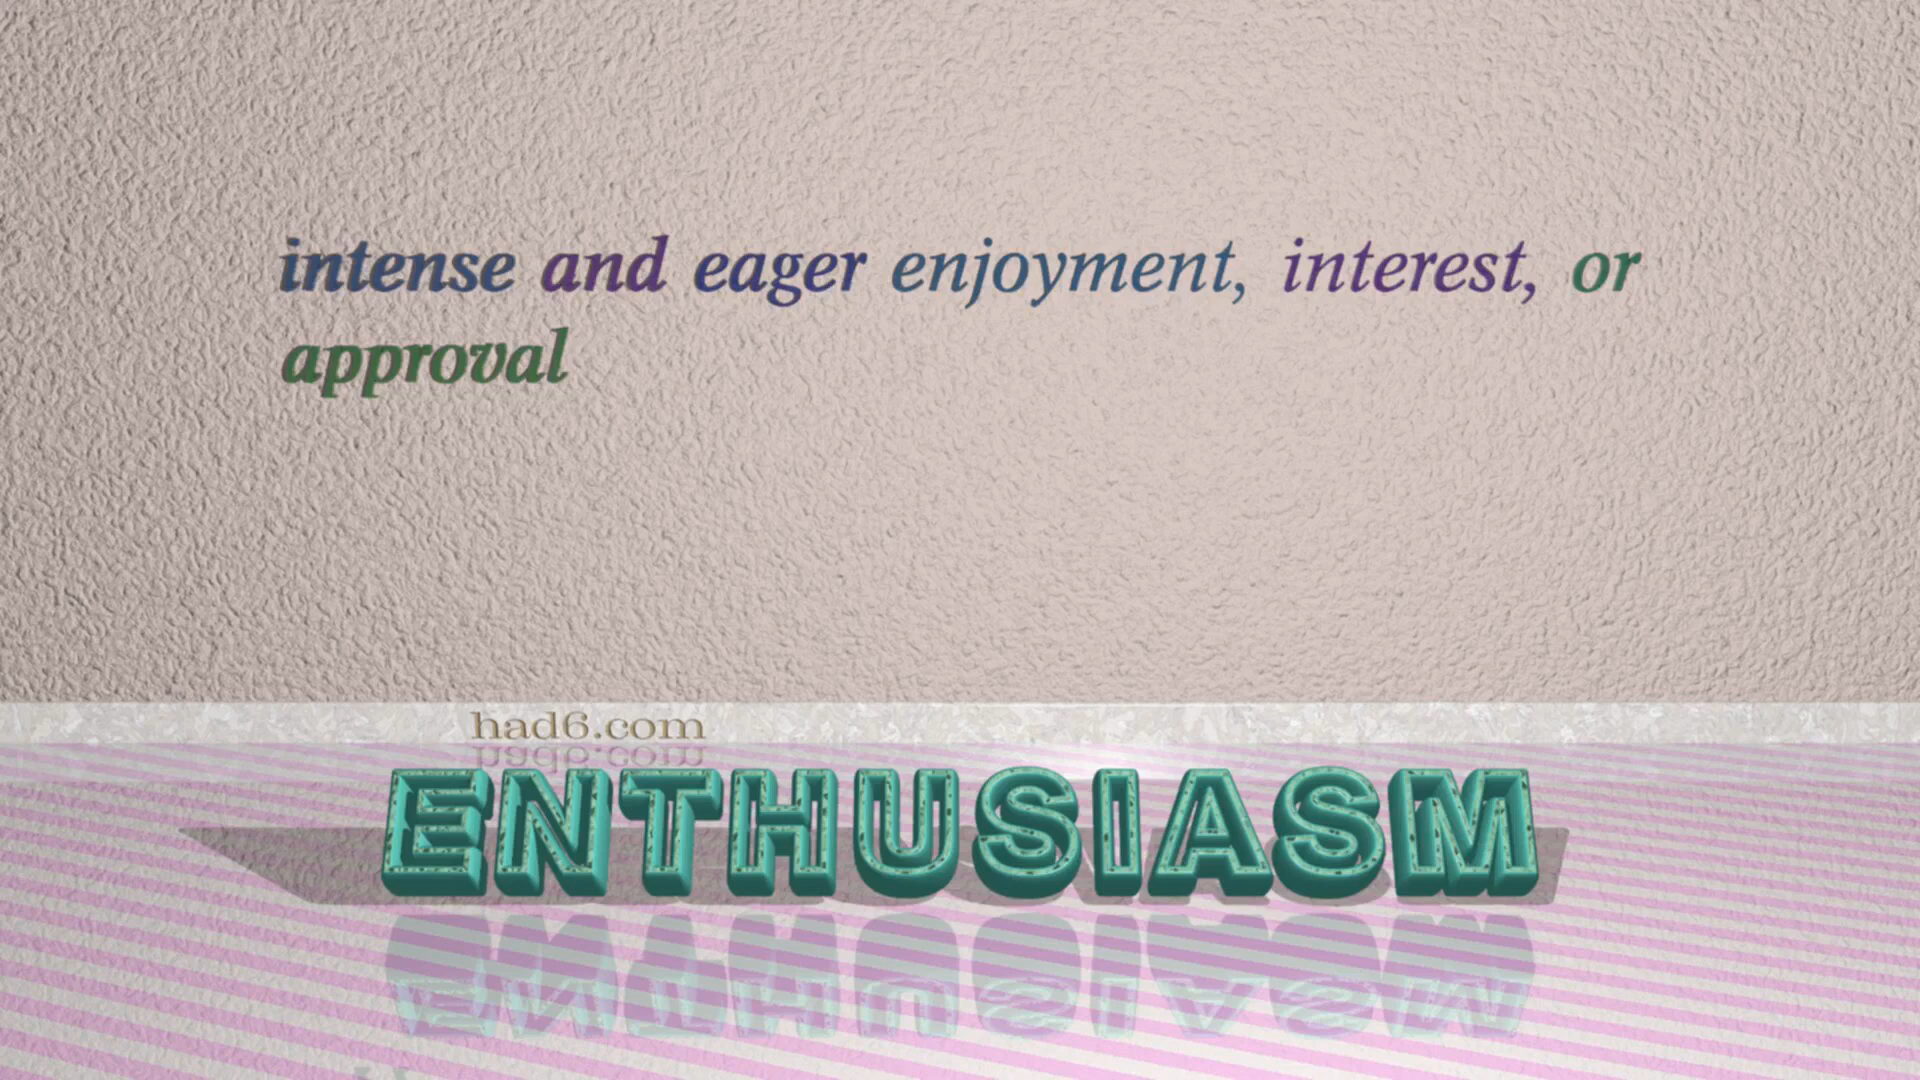 intense and eager enjoyment, interest, or
approval
had6.com
ENTHUSIASM